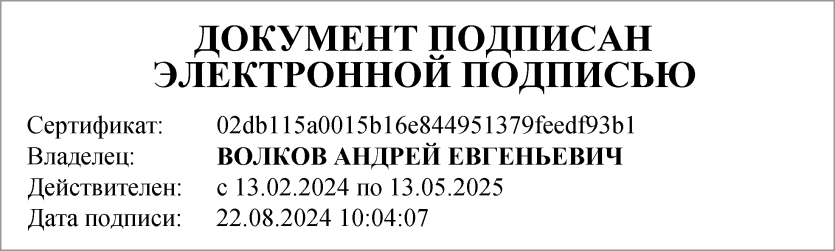 ДОКУМЕНТ ПОДПИСАН
ЭЛЕКТРОННОЙ ПОДПИСЬЮ
Сертификат: 02db115a0015b16e844951379feedf93b1
Владелец: ВОЛКОВ АНДРЕЙ ЕВГЕНЬЕВИЧ
Действителен: с 13.02.2024 по 13.05.2025
Дата подписи: 22.08.2024 10:04:07